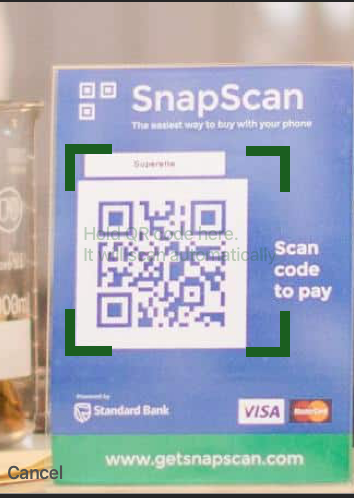 SnapScan
The easiest way to buy with your phone
Superette
Hold QR code here.
It will scan automatically
Scan
code
to pay
Powered by
Standard Bank
VISA
MasterCard
www.getsnapscan.com
Cancel